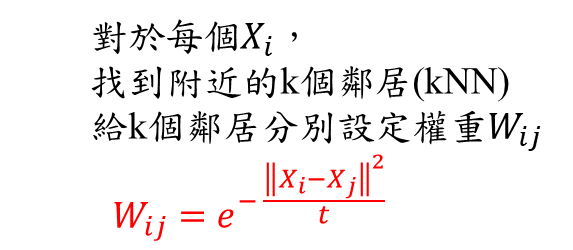 對於每個$X_i$，
找到附近的k個鄰居(kNN)
給k個鄰居分別設定權重$W_{ij}$
$W_{ij} = e^{-\frac{\|X_i - X_j\|^2}{t}}$